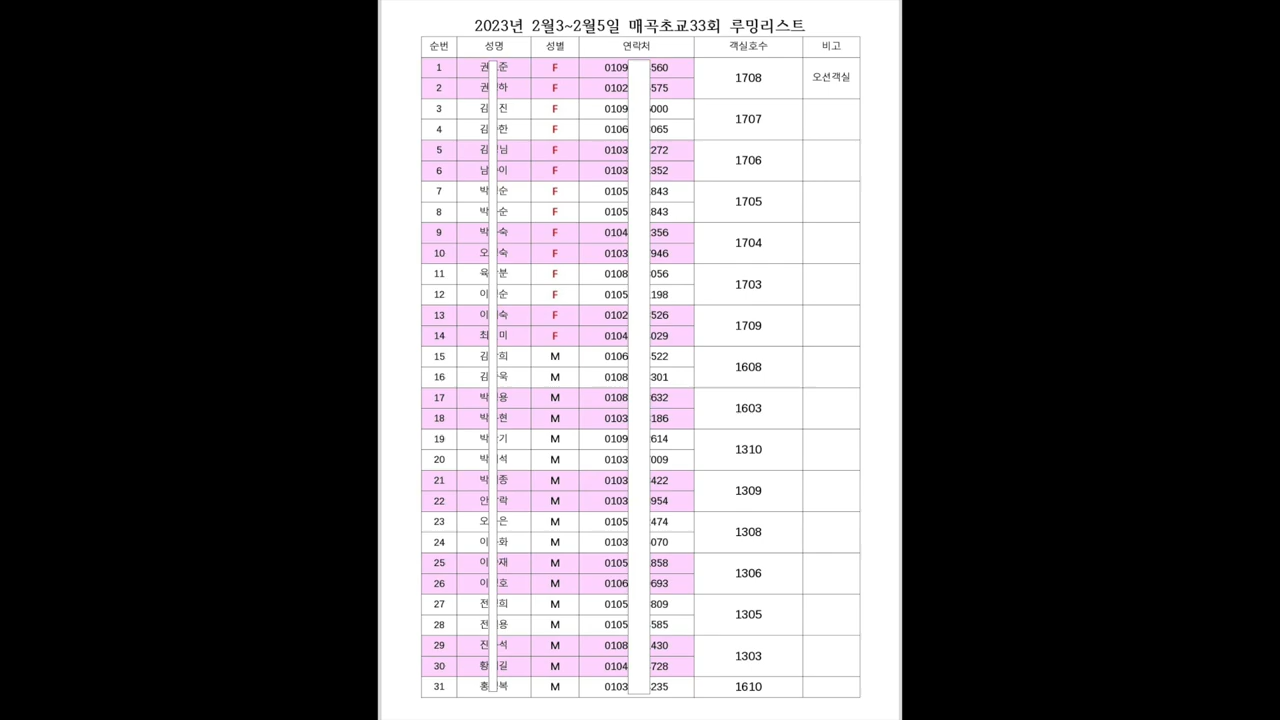 2023년 2월3~2월5일 매곡초교33회 루밍리스트
순번 성명 성별 연락처 객실호수 비고
1 권 준 F 0109 560 1708 오션객실
2 권 하 F 0102 575
3 김 진 F 0109 000 1707
4 김 한 F 0106 065
5 김 님 F 0103 272 1706
6 남 이 F 0103 352
7 박 순 F 0105 843 1705
8 박 순 F 0105 843
9 박 숙 F 0104 356 1704
10 오 숙 F 0103 946
11 육 분 F 0108 056 1703
12 이 순 F 0105 198
13 이 숙 F 0102 526 1709
14 최 미 F 0104 029
15 김 희 M 0106 522 1608
16 김 욱 M 0108 301
17 박 용 M 0108 632 1603
18 박 현 M 0103 186
19 박 기 M 0109 614 1310
20 박 석 M 0103 009
21 박 종 M 0103 422 1309
22 안 락 M 0103 954
23 오 은 M 0105 474 1308
24 이 화 M 0103 070
25 이 재 M 0105 858 1306
26 이 호 M 0106 693
27 전 희 M 0105 809 1305
28 전 용 M 0105 585
29 진 석 M 0108 430 1303
30 황 길 M 0104 728
31 홍 복 M 0103 235 1610